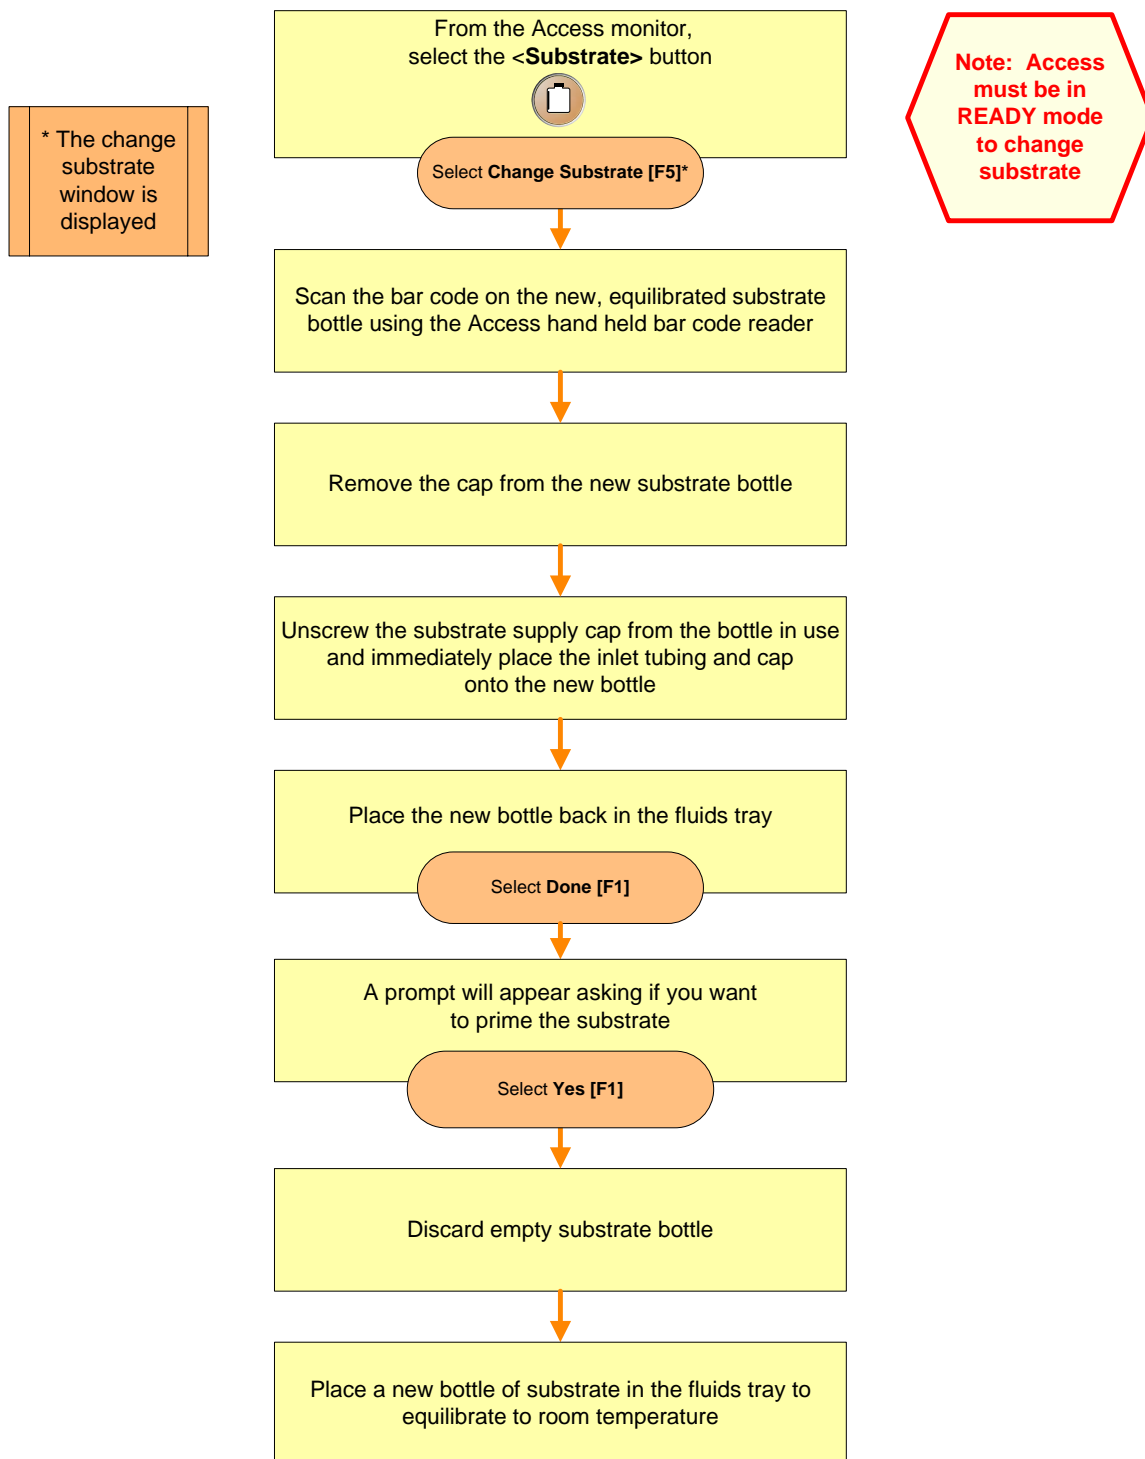 From the Access monitor,
select the <Substrate> button
Select Change Substrate [F5]*
* The change
substrate
window is
displayed
Note: Access
must be in
READY mode
to change
substrate
Scan the bar code on the new, equilibrated substrate
bottle using the Access hand held bar code reader
Remove the cap from the new substrate bottle
Unscrew the substrate supply cap from the bottle in use
and immediately place the inlet tubing and cap
onto the new bottle
Place the new bottle back in the fluids tray
Select Done [F1]
A prompt will appear asking if you want
to prime the substrate
Select Yes [F1]
Discard empty substrate bottle
Place a new bottle of substrate in the fluids tray to
equilibrate to room temperature